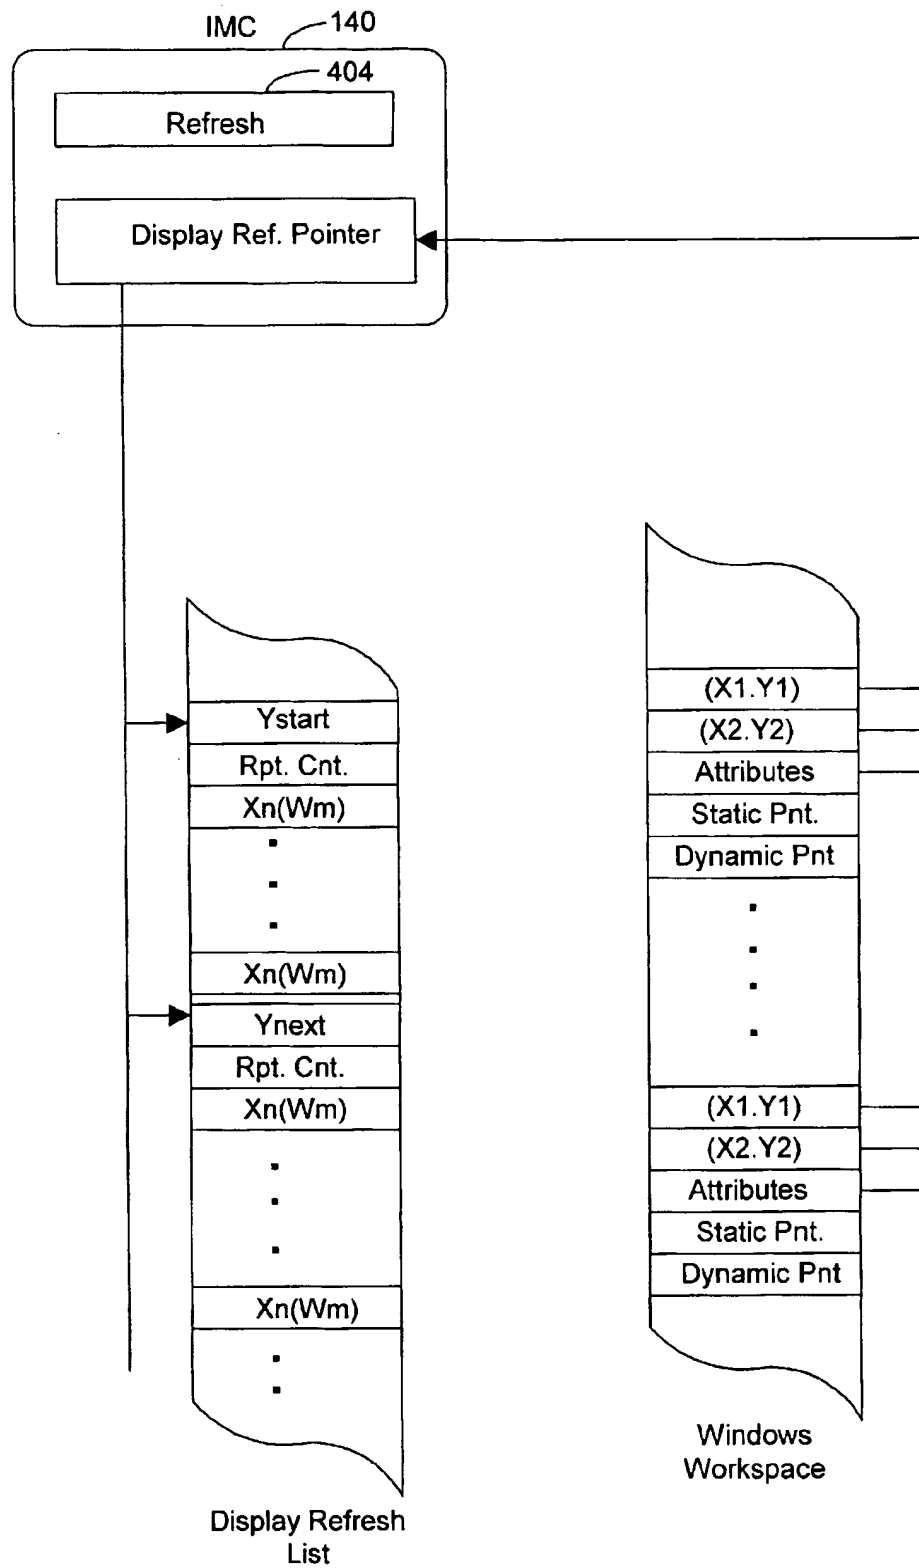 IMC
140
404
Refresh
Display Ref. Pointer
Ystart
Rpt. Cnt.
Xn(Wm)
Xn(Wm)
Ynext
Rpt. Cnt.
Xn(Wm)
Xn(Wm)
Display Refresh
List
(X1.Y1)
(X2.Y2)
Attributes
Static Pnt.
Dynamic Pnt
(X1.Y1)
(X2.Y2)
Attributes
Static Pnt.
Dynamic Pnt
Windows
Workspace